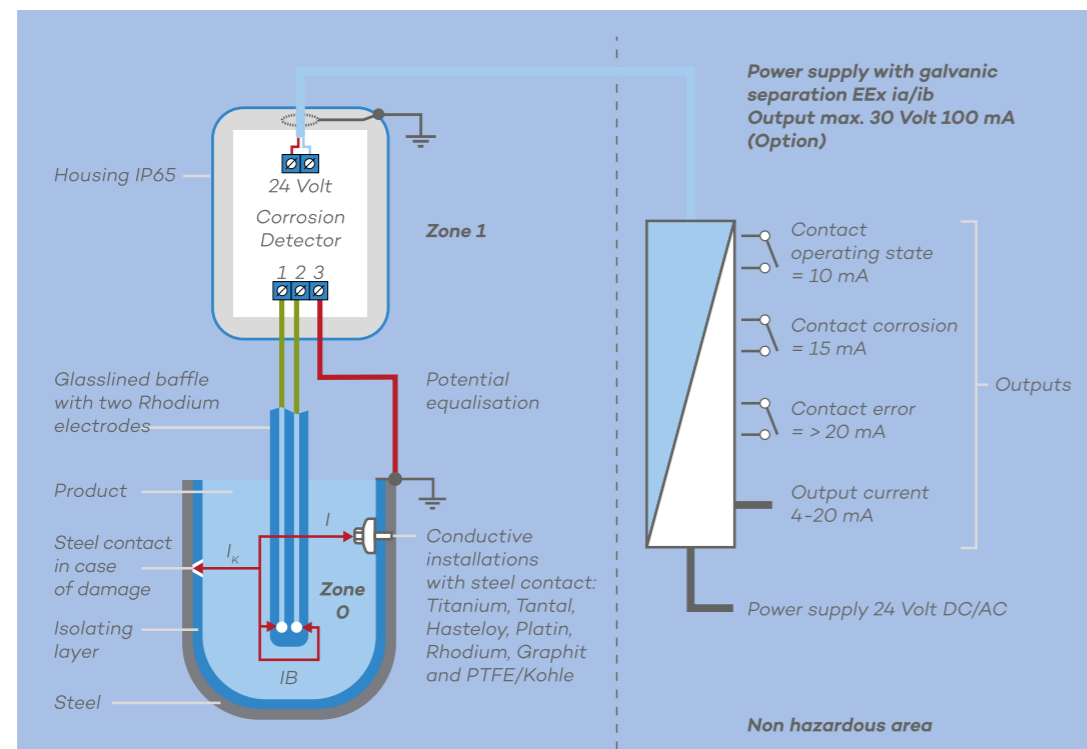 Power supply with galvanic
separation EEx ia/ib
Output max. 30 Volt 100 mA
(Option)
Housing IP65
24 Volt
Corrosion
Detector
Zone 1
1 2 3
Contact
operating state
= 10 mA
Contact corrosion
= 15 mA
Contact error
= > 20 mA
Outputs
Output current
4-20 mA
Power supply 24 Volt DC/AC
Glasslined baffle
with two Rhodium
electrodes
Potential
equalisation
Product
Steel contact
in case
of damage
Isolating
layer
Steel
I
IK
Zone
0
IB
Conductive
installations
with steel contact:
Titanium, Tantal,
Hasteloy, Platin,
Rhodium, Graphit
and PTFE/Kohle
Non hazardous area